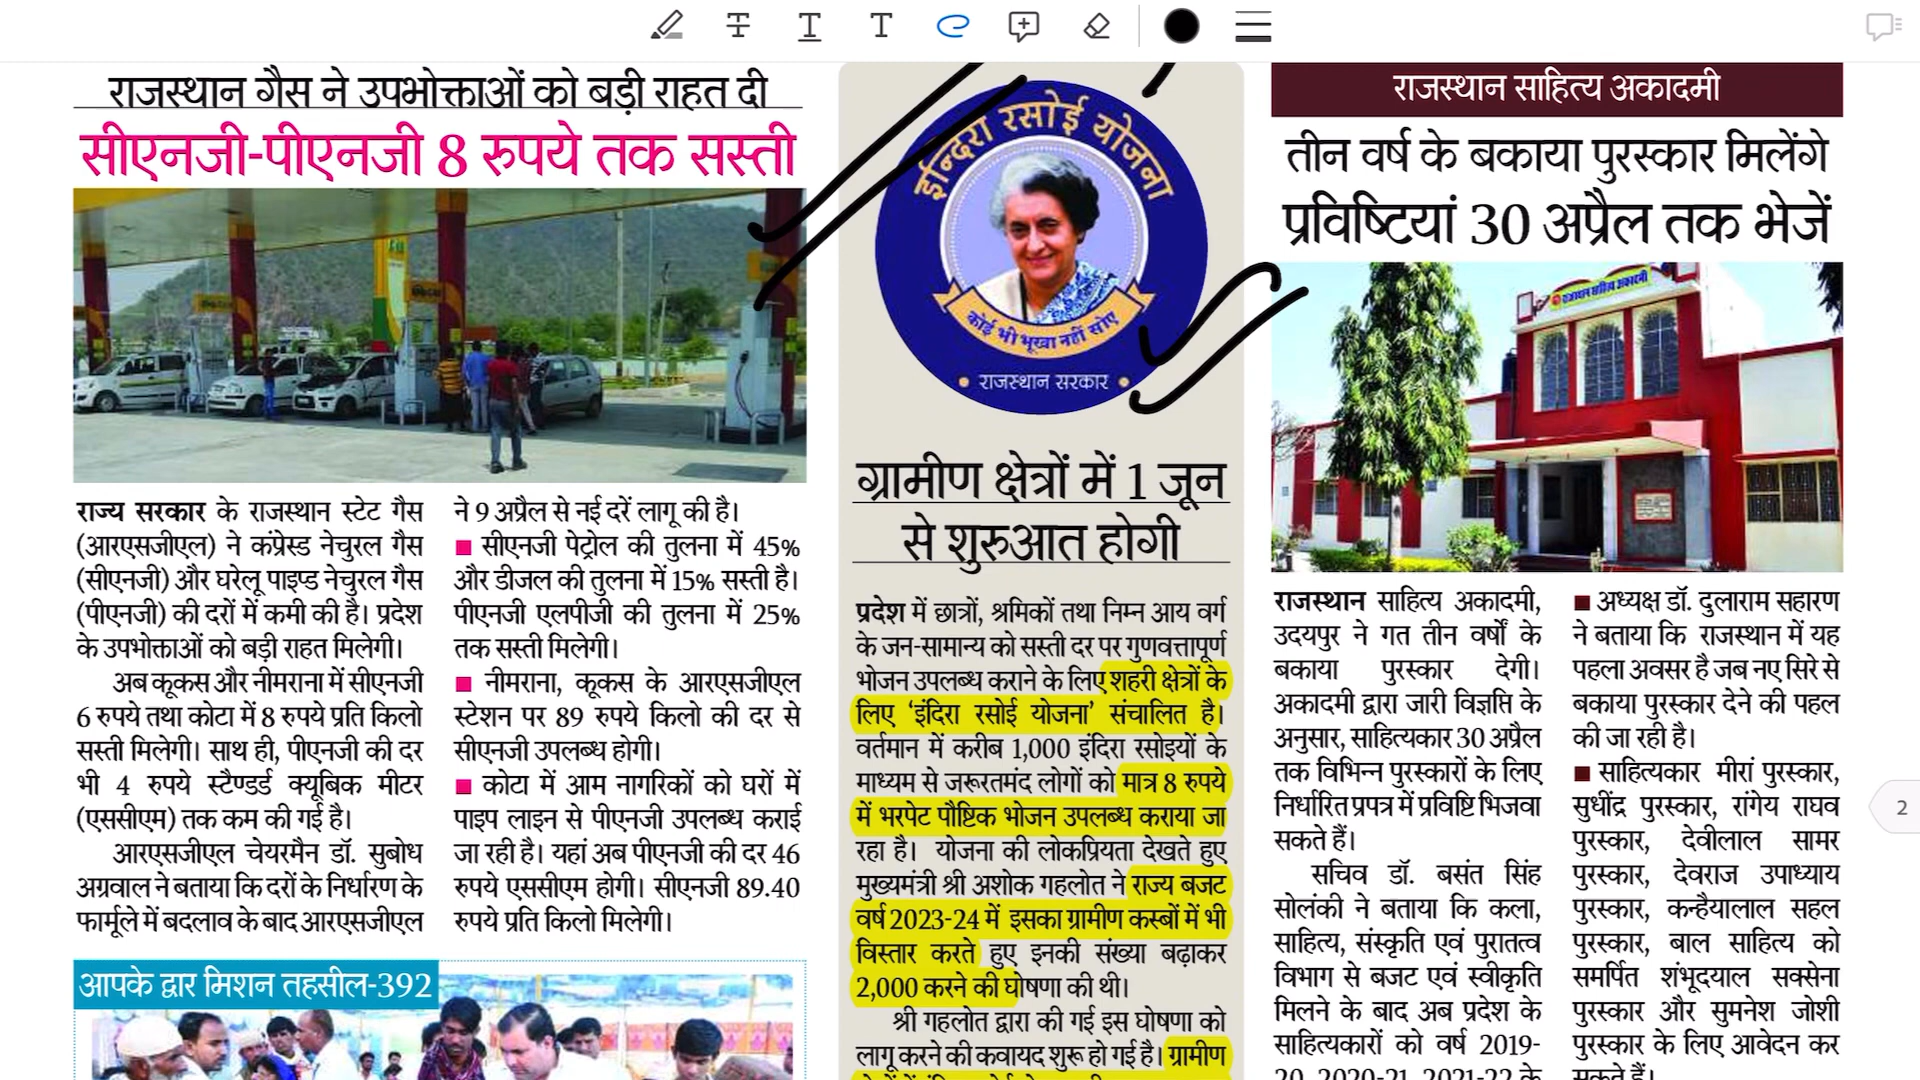 राजस्थान गैस ने उपभोक्ताओं को बड़ी राहत दी
सीएनजी-पीएनजी 8 रुपये तक सस्ती
राज्य सरकार के राजस्थान स्टेट गैस
(आरएसजीएल) ने कंप्रेस्ड नेचुरल गैस
(सीएनजी) और घरेलू पाइप्ड नेचुरल गैस
(पीएनजी) की दरों में कमी की है। प्रदेश
के उपभोक्ताओं को बड़ी राहत मिलेगी।
अब कूकस और नीमराना में सीएनजी
6 रुपये तथा कोटा में 8 रुपये प्रति किलो
सस्ती मिलेगी। साथ ही, पीएनजी की दर
भी 4 रुपये स्टैण्डर्ड क्यूबिक मीटर
(एससीएम) तक कम की गई है।
आरएसजीएल चेयरमैन डॉ. सुबोध
अग्रवाल ने बताया कि दरों के निर्धारण के
फार्मूले में बदलाव के बाद आरएसजीएल
ने 9 अप्रैल से नई दरें लागू की है।
■ सीएनजी पेट्रोल की तुलना में 45%
और डीजल की तुलना में 15% सस्ती है।
पीएनजी एलपीजी की तुलना में 25%
तक सस्ती मिलेगी।
■ नीमराना, कूकस के आरएसजीएल
स्टेशन पर 89 रुपये किलो की दर से
सीएनजी उपलब्ध होगी।
■ कोटा में आम नागरिकों को घरों में
पाइप लाइन से पीएनजी उपलब्ध कराई
जा रही है। यहां अब पीएनजी की दर 46
रुपये एससीएम होगी। सीएनजी 89.40
रुपये प्रति किलो मिलेगी।
आपके द्वार मिशन तहसील-392
इन्दिरा रसोई योजना
कोई भी भूखा नहीं सोए
• राजस्थान सरकार •
ग्रामीण क्षेत्रों में 1 जून
से शुरुआत होगी
प्रदेश में छात्रों, श्रमिकों तथा निम्न आय वर्ग
के जन-सामान्य को सस्ती दर पर गुणवत्तापूर्ण
भोजन उपलब्ध कराने के लिए शहरी क्षेत्रों के
लिए ‘इंदिरा रसोई योजना’ संचालित है।
वर्तमान में करीब 1,000 इंदिरा रसोइयों के
माध्यम से जरूरतमंद लोगों को मात्र 8 रुपये
में भरपेट पौष्टिक भोजन उपलब्ध कराया जा
रहा है। योजना की लोकप्रियता देखते हुए
मुख्यमंत्री श्री अशोक गहलोत ने राज्य बजट
वर्ष 2023-24 में इसका ग्रामीण कस्बों में भी
विस्तार करते हुए इनकी संख्या बढ़ाकर
2,000 करने की घोषणा की थी।
श्री गहलोत द्वारा की गई इस घोषणा को
लागू करने की कवायद शुरू हो गई है। ग्रामीण
राजस्थान साहित्य अकादमी
तीन वर्ष के बकाया पुरस्कार मिलेंगे
प्रविष्टियां 30 अप्रैल तक भेजें
राजस्थान साहित्य अकादमी
राजस्थान साहित्य अकादमी,
उदयपुर ने गत तीन वर्षों के
बकाया पुरस्कार देगी।
अकादमी द्वारा जारी विज्ञप्ति के
अनुसार, साहित्यकार 30 अप्रैल
तक विभिन्न पुरस्कारों के लिए
निर्धारित प्रपत्र में प्रविष्टि भिजवा
सकते हैं।
सचिव डॉ. बसंत सिंह
सोलंकी ने बताया कि कला,
साहित्य, संस्कृति एवं पुरातत्व
विभाग से बजट एवं स्वीकृति
मिलने के बाद अब प्रदेश के
साहित्यकारों को वर्ष 2019-
20, 2020-21, 2021-22 के
■ अध्यक्ष डॉ. दुलाराम सहारण
ने बताया कि राजस्थान में यह
पहला अवसर है जब नए सिरे से
बकाया पुरस्कार देने की पहल
की जा रही है।
■ साहित्यकार मीरां पुरस्कार,
सुधींद्र पुरस्कार, रांगेय राघव
पुरस्कार, देवीलाल सामर
पुरस्कार, देवराज उपाध्याय
पुरस्कार, कन्हैयालाल सहल
पुरस्कार, बाल साहित्य को
समर्पित शंभूदयाल सक्सेना
पुरस्कार और सुमनेश जोशी
पुरस्कार के लिए आवेदन कर
सकते हैं।
2